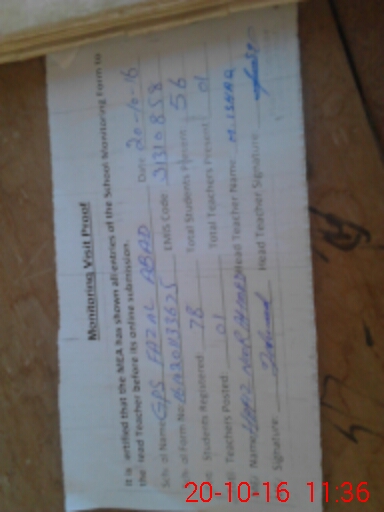 Monitoring Visit Proof
It is certified that the MEA has shown all entries of the School Monitoring Form to
the Head Teacher before its online submission.
School Name GPS FAZAL ABAD Date 20-10-16
of Form No. EMIS Code 31310858
Students Registered 78 Total Students Present 56
Teachers Posted 01 Total Teachers Present 01
Name Head Teacher Name M. ISHAQ
Signature Head Teacher Signature
20-10-16 11:36